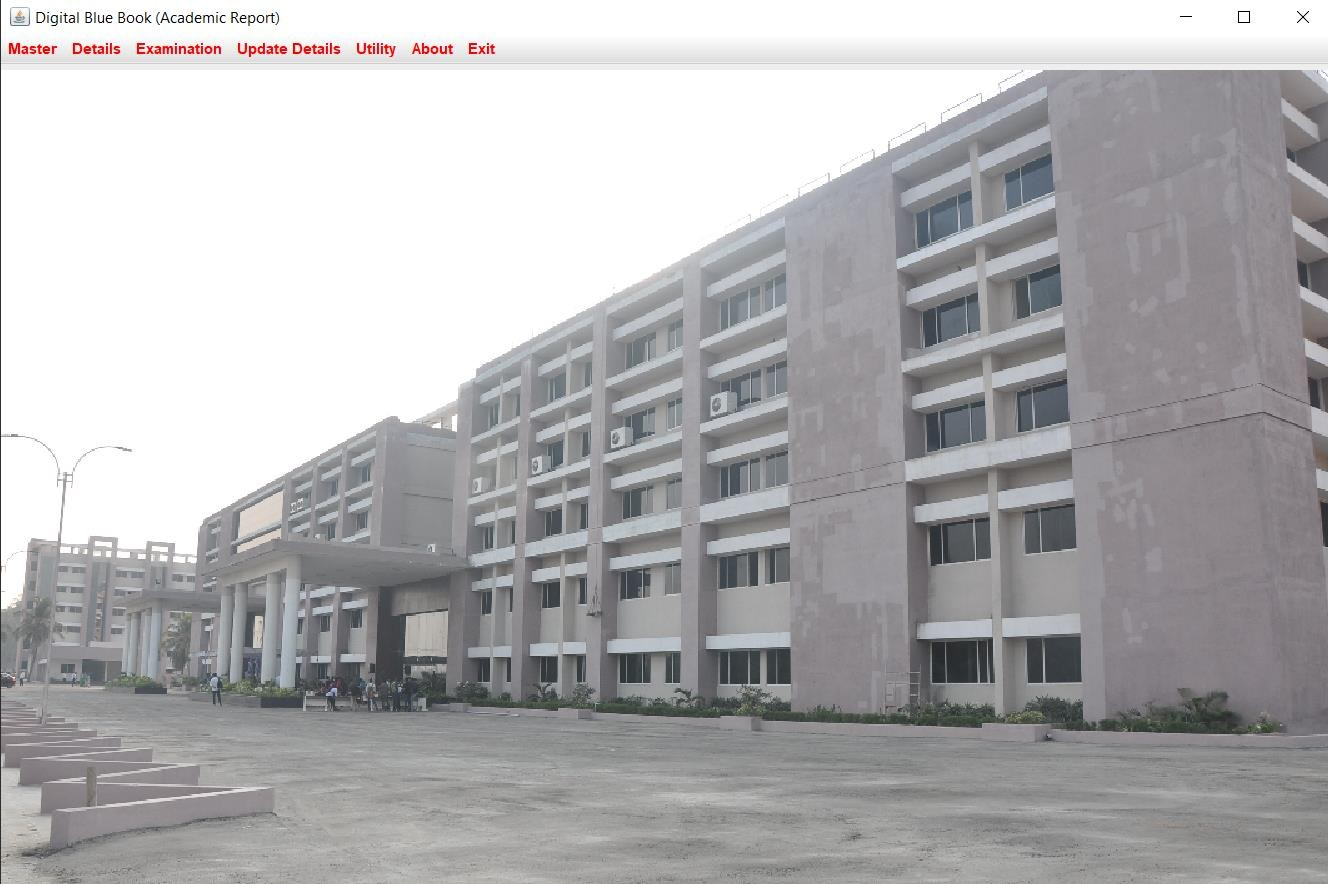 Digital Blue Book (Academic Report)
Master Details Examination Update Details Utility About Exit